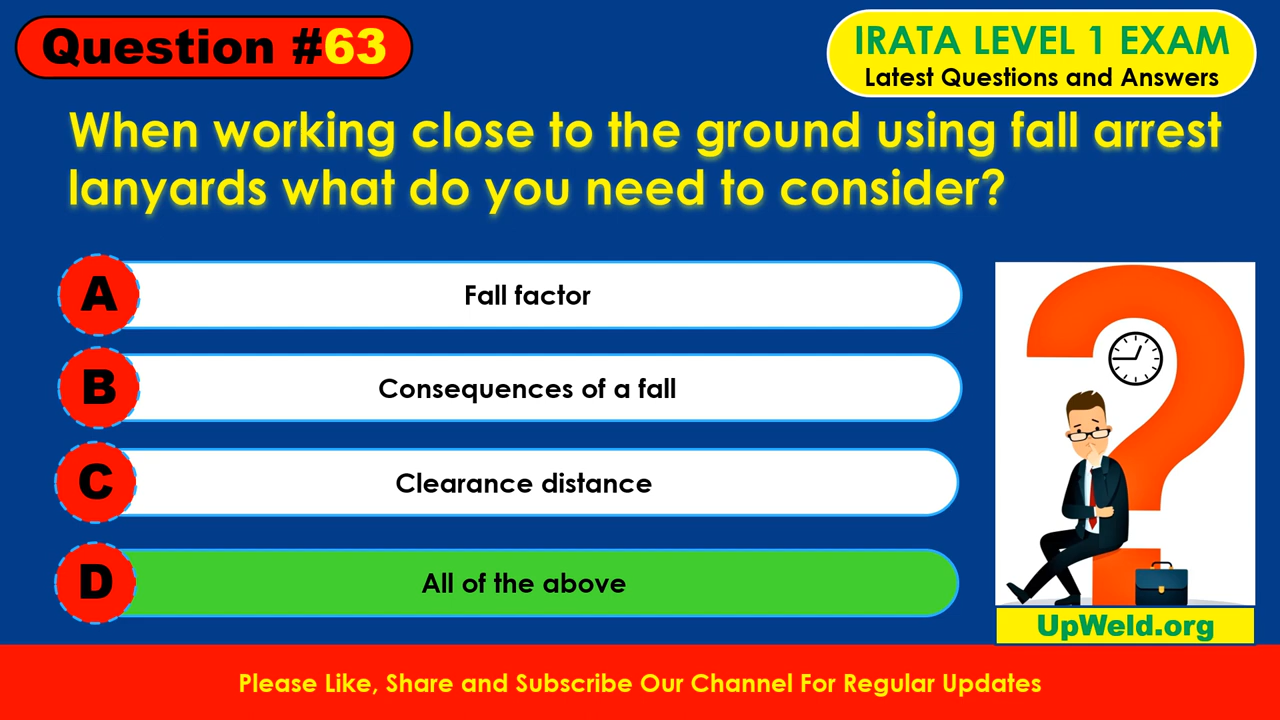 Question #63
IRATA LEVEL 1 EXAM
Latest Questions and Answers
When working close to the ground using fall arrest
lanyards what do you need to consider?
A Fall factor
B Consequences of a fall
C Clearance distance
D All of the above
UpWeld.org
Please Like, Share and Subscribe Our Channel For Regular Updates